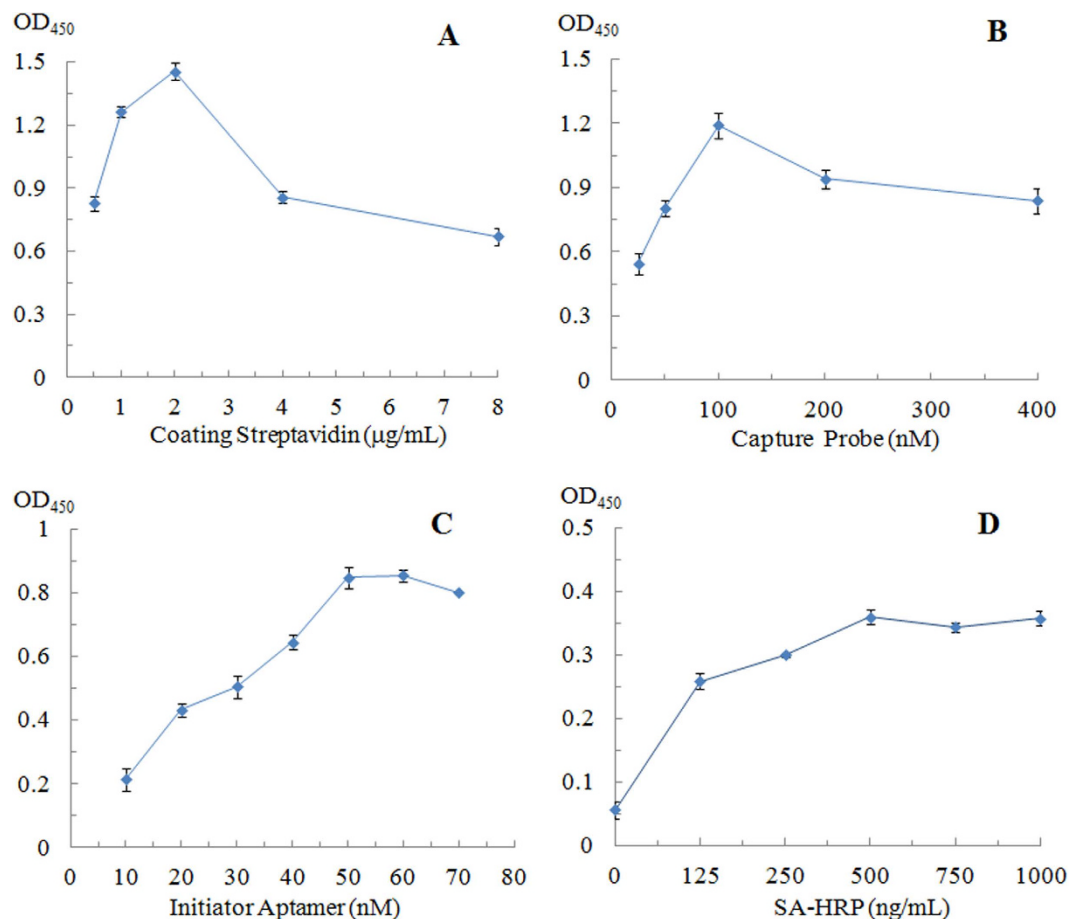 OD450
A
1.5
1.2
0.9
0.6
0.3
0
0 1 2 3 4 5 6 7 8
Coating Streptavidin (μg/mL)
OD450
B
1.5
1.2
0.9
0.6
0.3
0
0 100 200 300 400
Capture Probe (nM)
OD450
C
1
0.8
0.6
0.4
0.2
0
0 10 20 30 40 50 60 70 80
Initiator Aptamer (nM)
OD450
D
0.5
0.4
0.3
0.2
0.1
0
0 125 250 500 750 1000
SA-HRP (ng/mL)